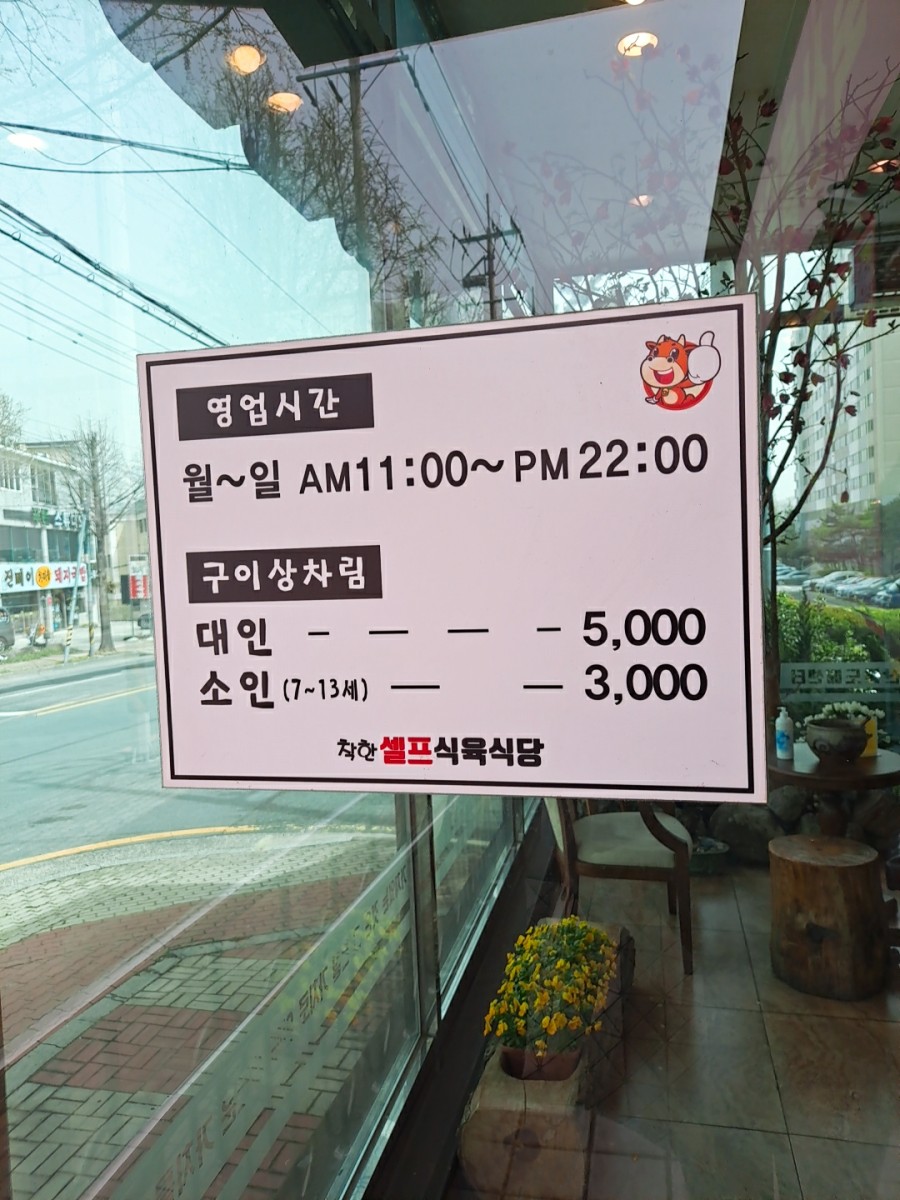 영업시간
월~일 AM11:00~PM22:00
구이상차림
대인 - - - - 5,000
소인(7~13세) - - 3,000
착한셀프식육식당